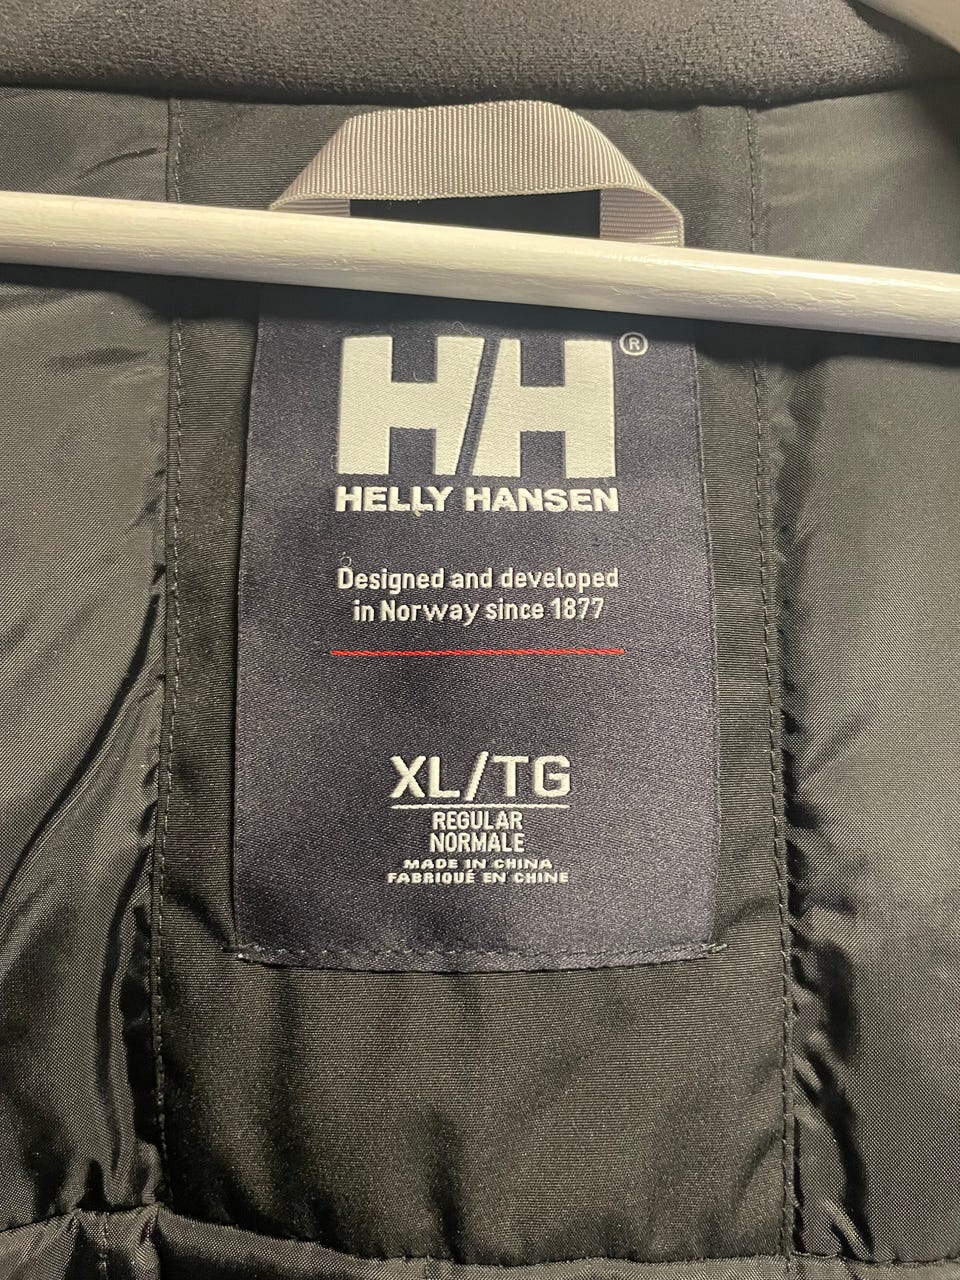 H/H®
HELLY HANSEN
Designed and developed
in Norway since 1877
XL/TG
REGULAR
NORMALE
MADE IN CHINA
FABRIQUÉ EN CHINE